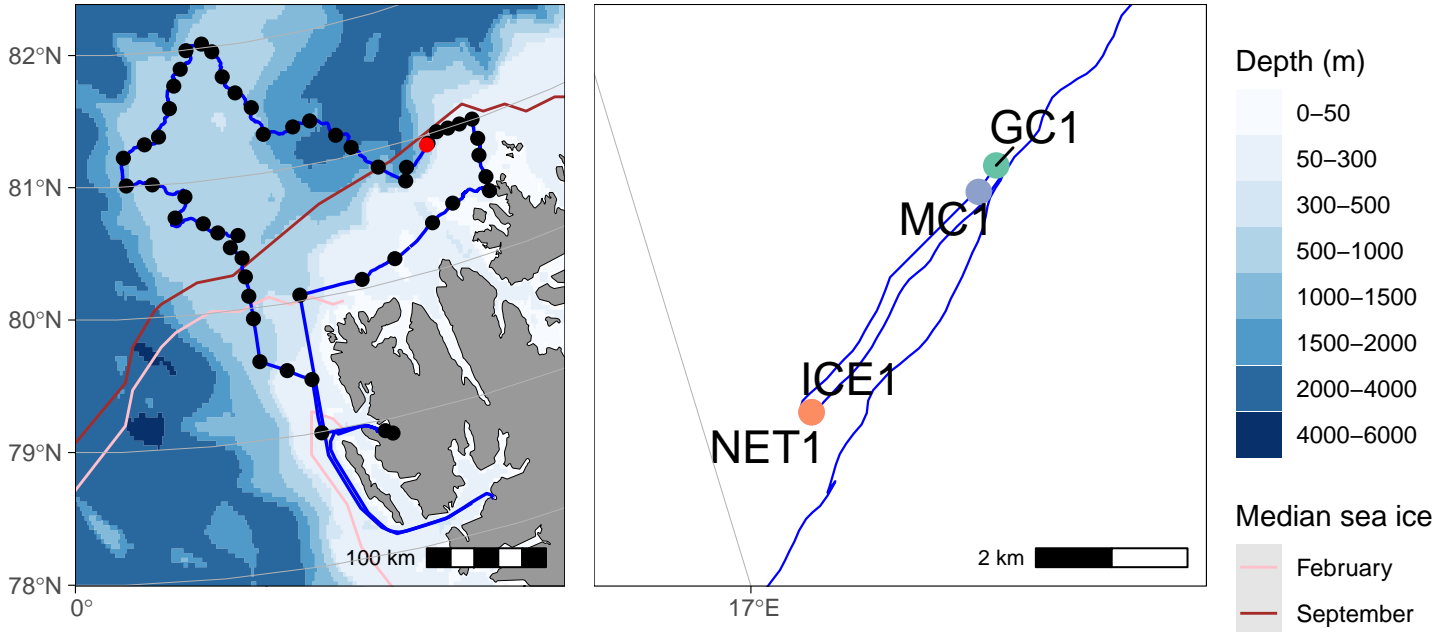 82°N
81°N
80°N
79°N
78°N
0°
100 km
GC1
MC1
ICE1
NET1
2 km
17°E
Depth (m)
0−50
50−300
300−500
500−1000
1000−1500
1500−2000
2000−4000
4000−6000
Median sea ice
February
September